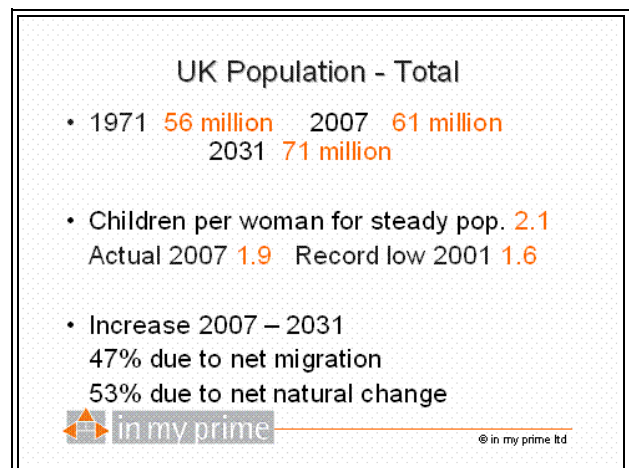 UK Population - Total
• 1971 56 million 2007 61 million
2031 71 million
• Children per woman for steady pop. 2.1
Actual 2007 1.9 Record low 2001 1.6
• Increase 2007 – 2031
47% due to net migration
53% due to net natural change
in my prime
© in my prime ltd